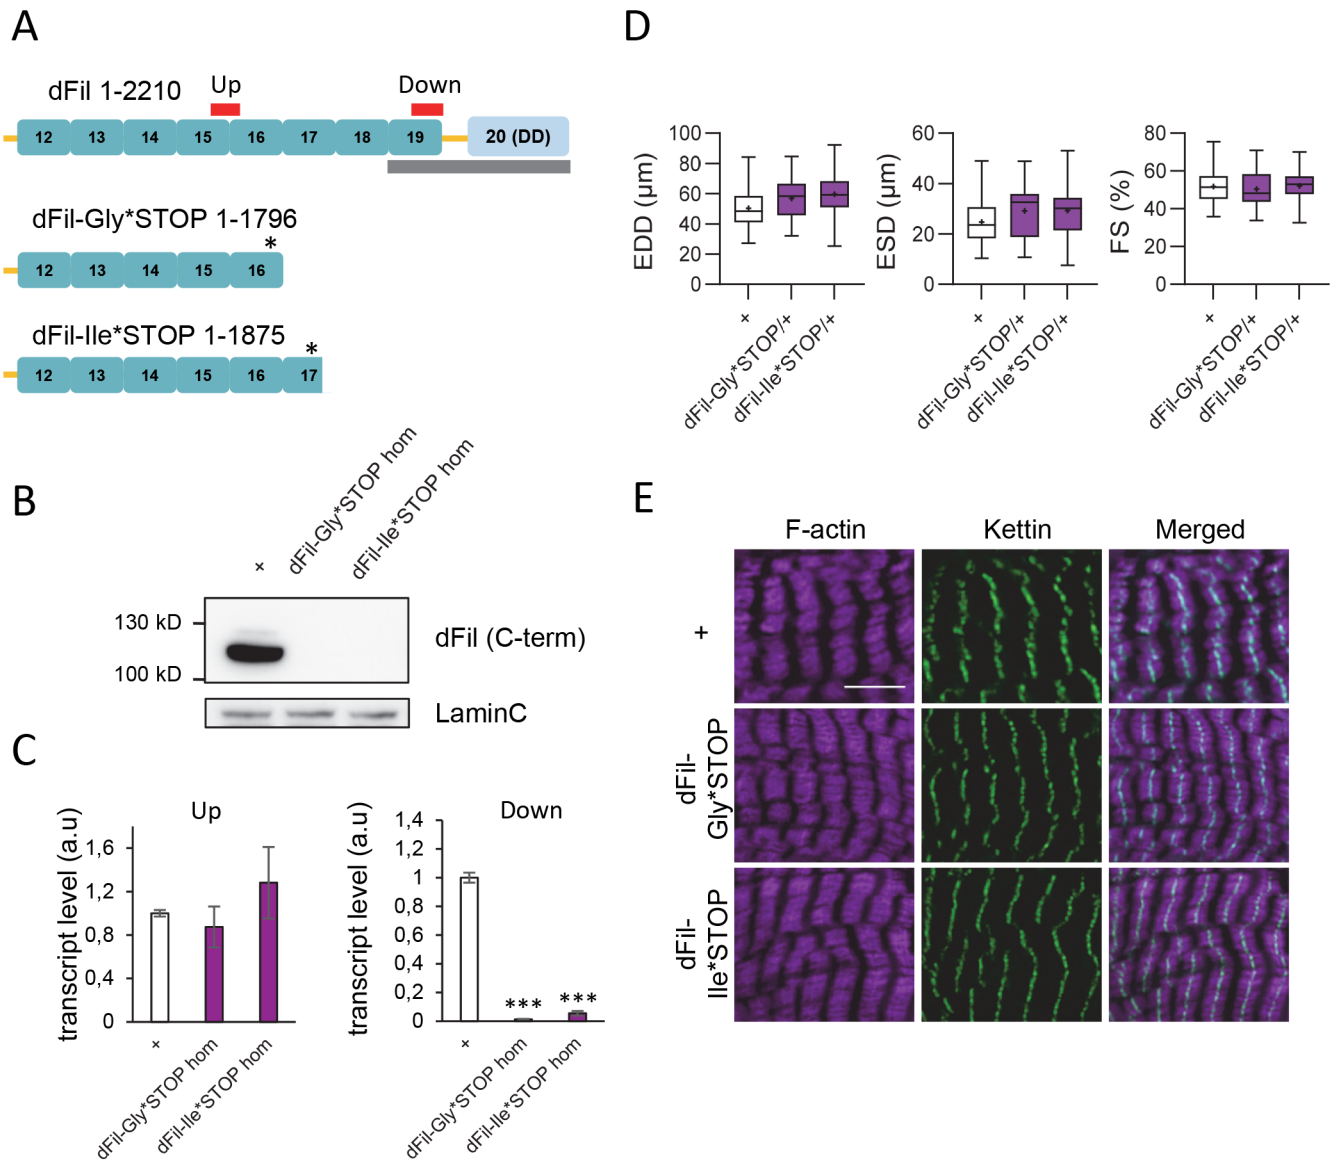 A
dFil 1-2210
Up
Down
12 13 14 15 16 17 18 19 20 (DD)
dFil-Gly*STOP 1-1796
*
12 13 14 15 16
dFil-Ile*STOP 1-1875
*
12 13 14 15 16 17
B
+
dFil-Gly*STOP hom
dFil-Ile*STOP hom
130 kD
100 kD
dFil (C-term)
LaminC
C
Up
transcript level (a.u)
1,6
1,2
0,8
0,4
0
+
dFil-Gly*STOP hom
dFil-Ile*STOP hom
Down
transcript level (a.u)
1,4
1,2
1
0,8
0,6
0,4
0,2
0
***
***
+
dFil-Gly*STOP hom
dFil-Ile*STOP hom
D
EDD (μm)
100
80
60
40
20
0
+
dFil-Gly*STOP/+
dFil-Ile*STOP/+
ESD (μm)
60
40
20
0
+
dFil-Gly*STOP/+
dFil-Ile*STOP/+
FS (%)
80
60
40
20
0
+
dFil-Gly*STOP/+
dFil-Ile*STOP/+
E
F-actin
Kettin
Merged
+
dFil-
Gly*STOP
dFil-
Ile*STOP